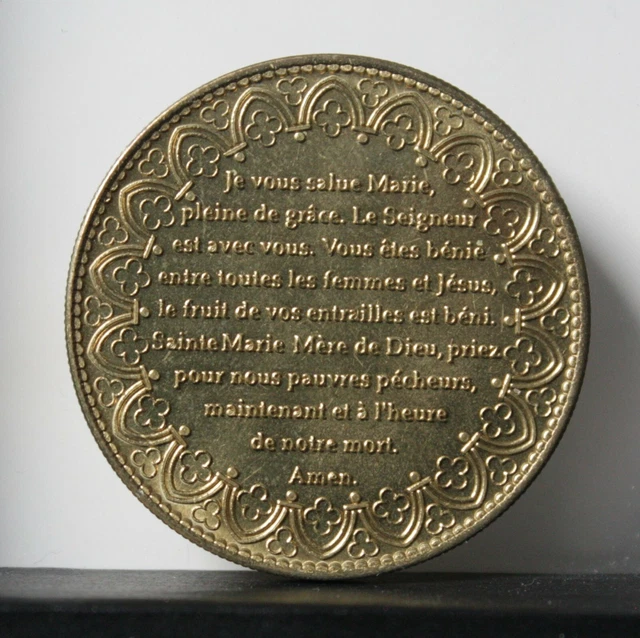 Je vous salue Marie,
pleine de grâce. Le Seigneur
est avec vous. Vous êtes bénie
entre toutes les femmes et Jésus,
le fruit de vos entrailles est béni.
Sainte Marie Mère de Dieu, priez
pour nous pauvres pécheurs,
maintenant et à l'heure
de notre mort.
Amen.